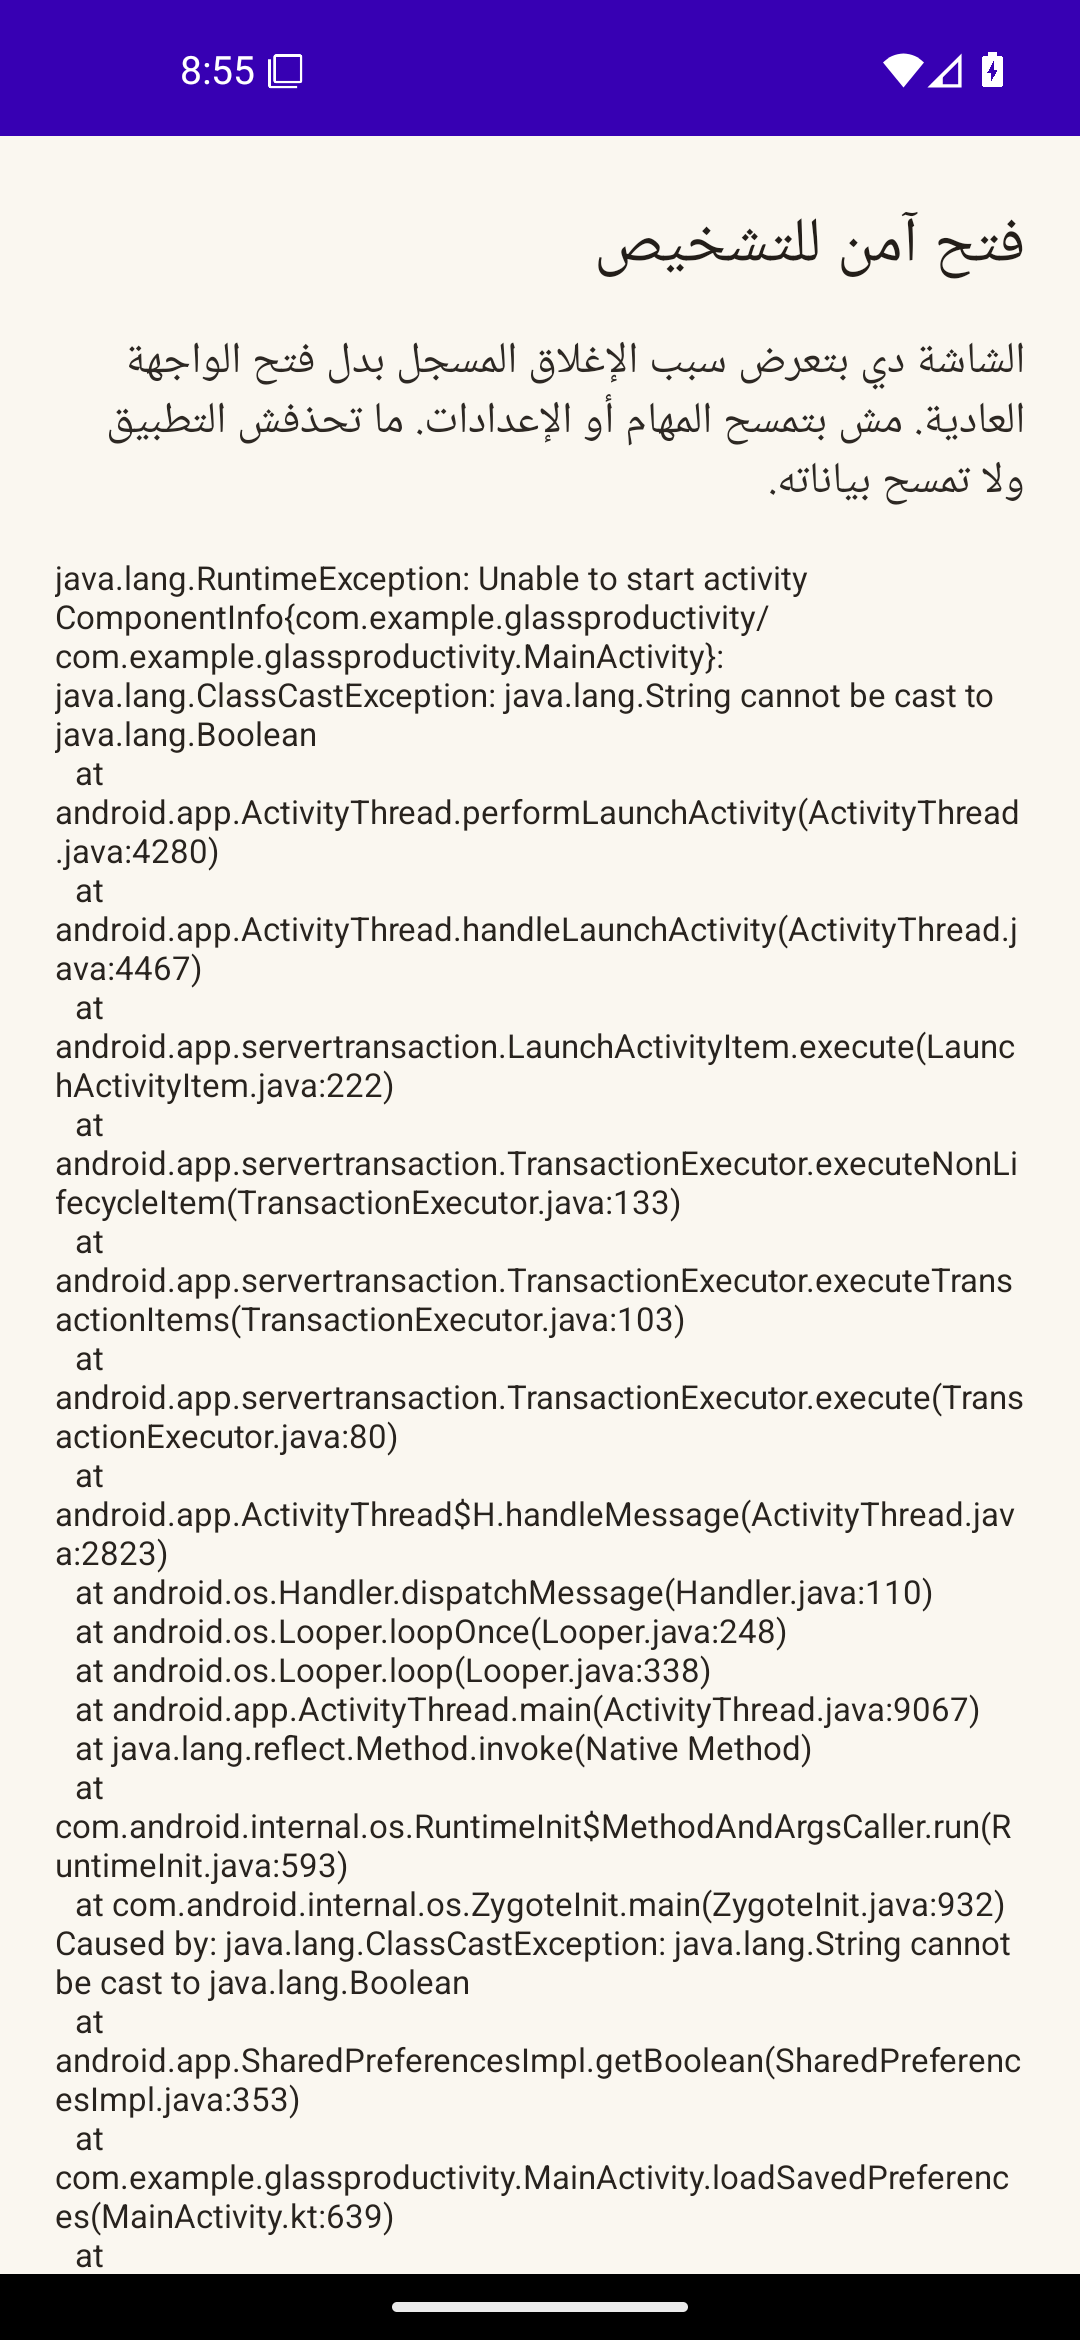 8:55
فتح آمن للتشخيص
الشاشة دي بتعرض سبب الإغلاق المسجل بدل فتح الواجهة
العادية. مش بتمسح المهام أو الإعدادات. ما تحذفش التطبيق
ولا تمسح بياناته.
java.lang.RuntimeException: Unable to start activity
ComponentInfo{com.example.glassproductivity/
com.example.glassproductivity.MainActivity}:
java.lang.ClassCastException: java.lang.String cannot be cast to
java.lang.Boolean
at
android.app.ActivityThread.performLaunchActivity(ActivityThread
.java:4280)
at
android.app.ActivityThread.handleLaunchActivity(ActivityThread.j
ava:4467)
at
android.app.servertransaction.LaunchActivityItem.execute(Launc
hActivityItem.java:222)
at
android.app.servertransaction.TransactionExecutor.executeNonLi
fecycleItem(TransactionExecutor.java:133)
at
android.app.servertransaction.TransactionExecutor.executeTrans
actionItems(TransactionExecutor.java:103)
at
android.app.servertransaction.TransactionExecutor.execute(Trans
actionExecutor.java:80)
at
android.app.ActivityThread$H.handleMessage(ActivityThread.jav
a:2823)
at android.os.Handler.dispatchMessage(Handler.java:110)
at android.os.Looper.loopOnce(Looper.java:248)
at android.os.Looper.loop(Looper.java:338)
at android.app.ActivityThread.main(ActivityThread.java:9067)
at java.lang.reflect.Method.invoke(Native Method)
at
com.android.internal.os.RuntimeInit$MethodAndArgsCaller.run(R
untimeInit.java:593)
at com.android.internal.os.ZygoteInit.main(ZygoteInit.java:932)
Caused by: java.lang.ClassCastException: java.lang.String cannot
be cast to java.lang.Boolean
at
android.app.SharedPreferencesImpl.getBoolean(SharedPreferenc
esImpl.java:353)
at
com.example.glassproductivity.MainActivity.loadSavedPreferenc
es(MainActivity.kt:639)
at